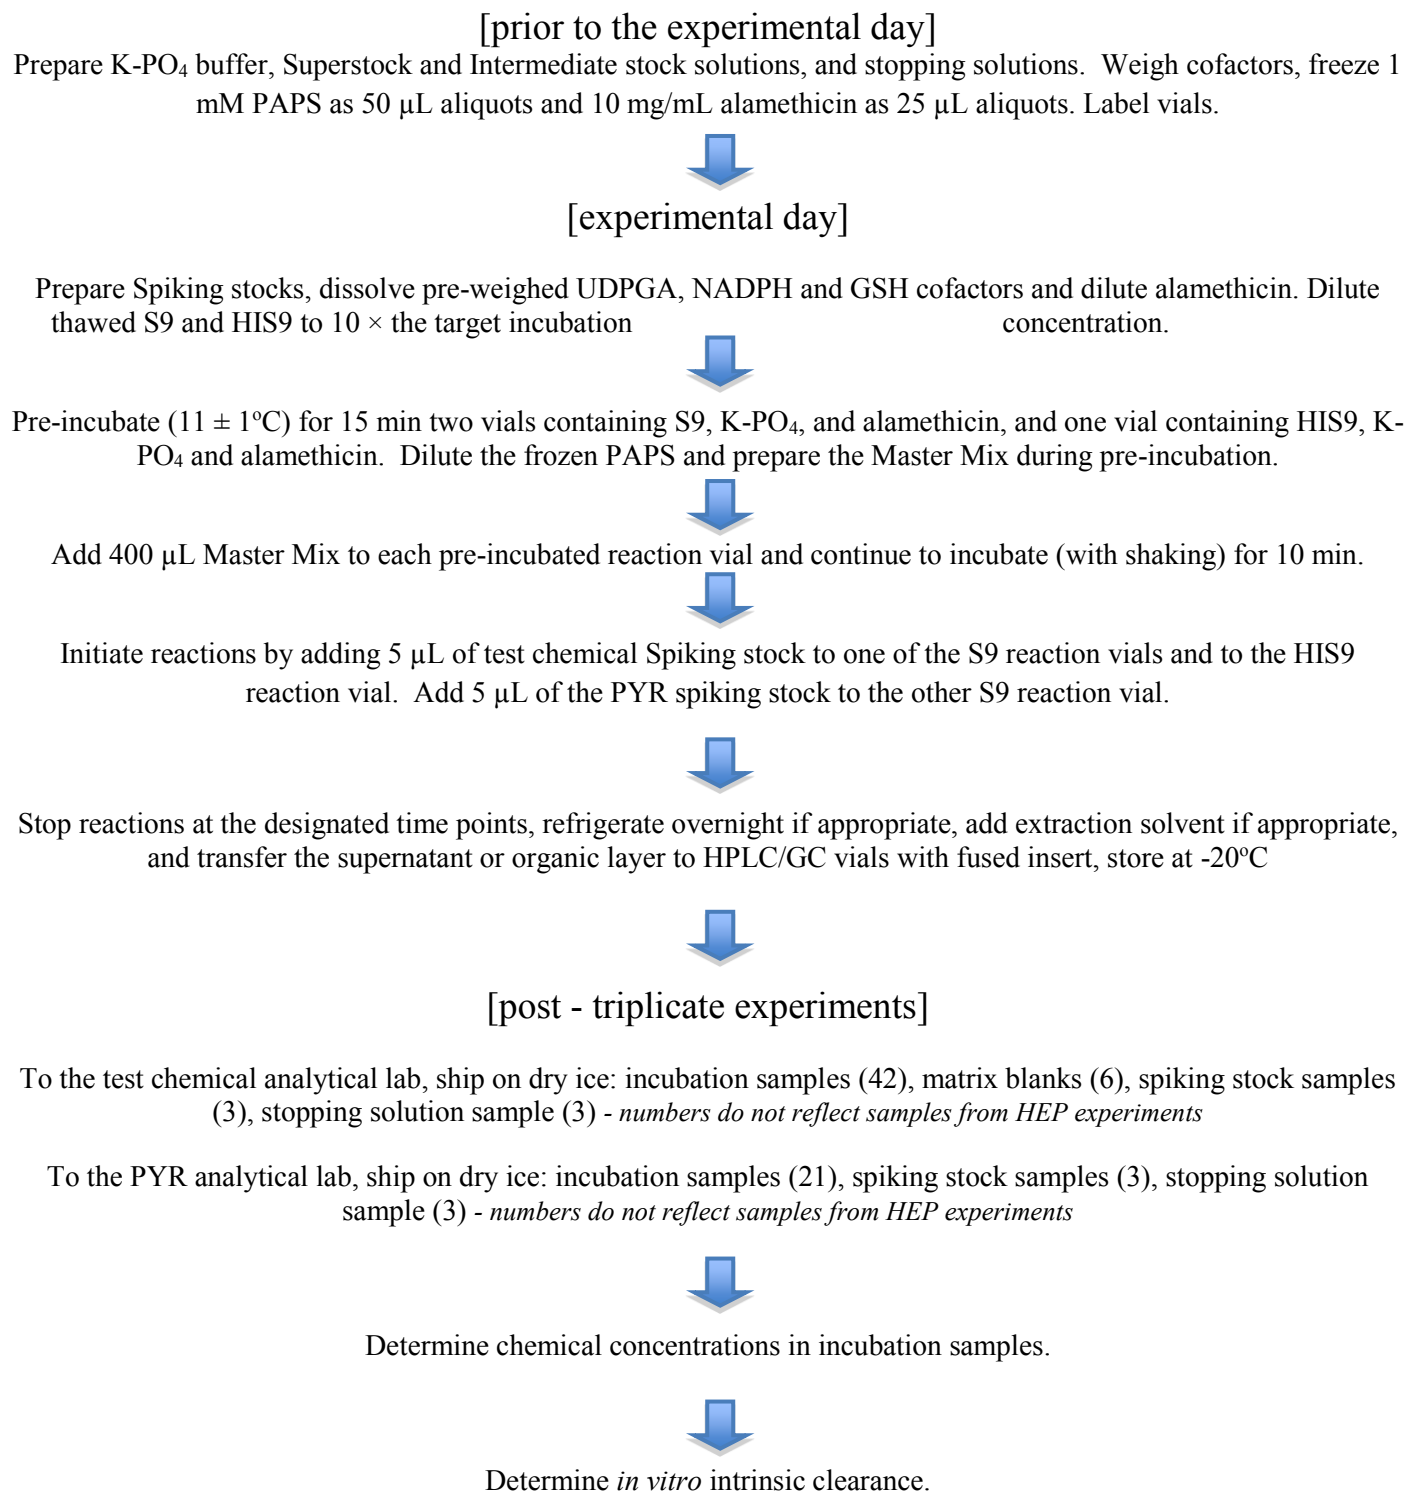 [prior to the experimental day]
Prepare K-PO₄ buffer, Superstock and Intermediate stock solutions, and stopping solutions.  Weigh cofactors, freeze 1
mM PAPS as 50 µL aliquots and 10 mg/mL alamethicin as 25 µL aliquots. Label vials.
[experimental day]
Prepare Spiking stocks, dissolve pre-weighed UDPGA, NADPH and GSH cofactors and dilute alamethicin. Dilute
thawed S9 and HIS9 to 10 × the target incubation concentration.
Pre-incubate (11 ± 1ºC) for 15 min two vials containing S9, K-PO₄, and alamethicin, and one vial containing HIS9, K-
PO₄ and alamethicin.  Dilute the frozen PAPS and prepare the Master Mix during pre-incubation.
Add 400 µL Master Mix to each pre-incubated reaction vial and continue to incubate (with shaking) for 10 min.
Initiate reactions by adding 5 µL of test chemical Spiking stock to one of the S9 reaction vials and to the HIS9
reaction vial.  Add 5 µL of the PYR spiking stock to the other S9 reaction vial.
Stop reactions at the designated time points, refrigerate overnight if appropriate, add extraction solvent if appropriate,
and transfer the supernatant or organic layer to HPLC/GC vials with fused insert, store at -20ºC
[post - triplicate experiments]
To the test chemical analytical lab, ship on dry ice: incubation samples (42), matrix blanks (6), spiking stock samples
(3), stopping solution sample (3) - numbers do not reflect samples from HEP experiments
To the PYR analytical lab, ship on dry ice: incubation samples (21), spiking stock samples (3), stopping solution
sample (3) - numbers do not reflect samples from HEP experiments
Determine chemical concentrations in incubation samples.
Determine in vitro intrinsic clearance.